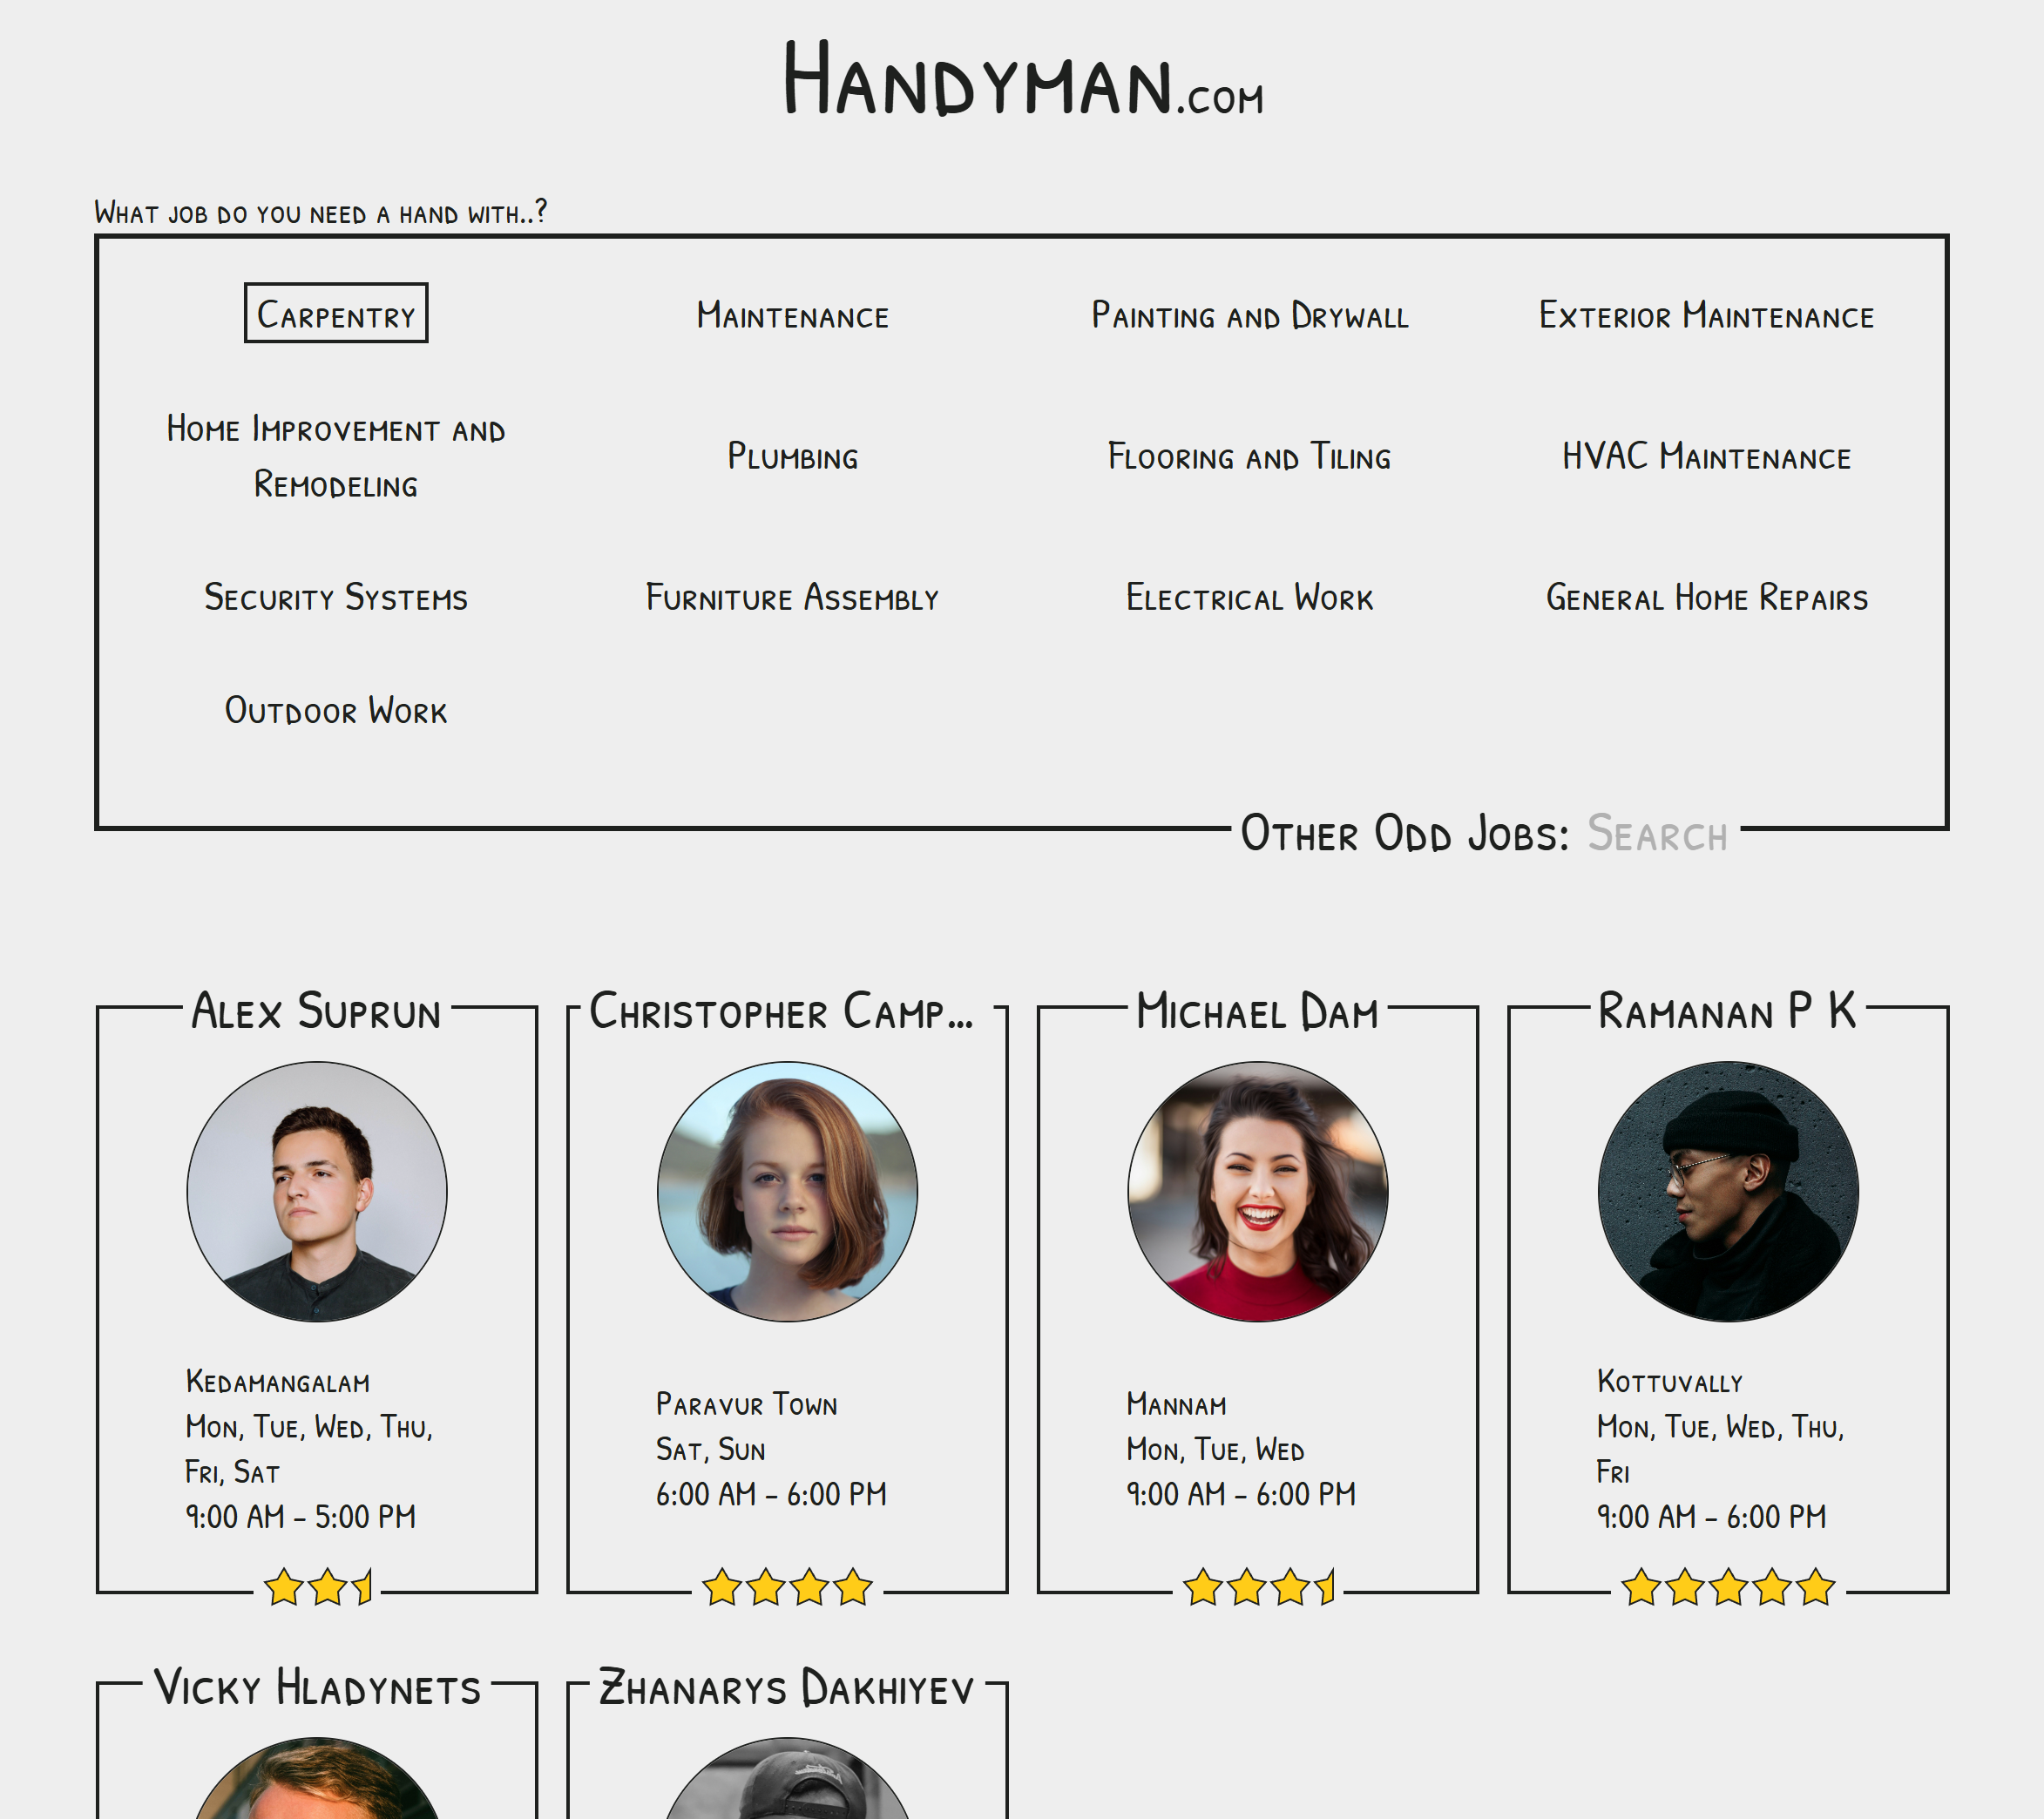 Handyman.com
What job do you need a hand with..?
Carpentry
Maintenance
Painting and Drywall
Exterior Maintenance
Home Improvement and
Remodeling
Plumbing
Flooring and Tiling
HVAC Maintenance
Security Systems
Furniture Assembly
Electrical Work
General Home Repairs
Outdoor Work
Other Odd Jobs: Search
Alex Suprun
Kedamangalam
Mon, Tue, Wed, Thu,
Fri, Sat
9:00 AM – 5:00 PM
Christopher Camp...
Paravur Town
Sat, Sun
6:00 AM – 6:00 PM
Michael Dam
Mannam
Mon, Tue, Wed
9:00 AM – 6:00 PM
Ramanan P K
Kottuvally
Mon, Tue, Wed, Thu,
Fri
9:00 AM – 6:00 PM
Vicky Hladynets
Zhanarys Dakhiyev